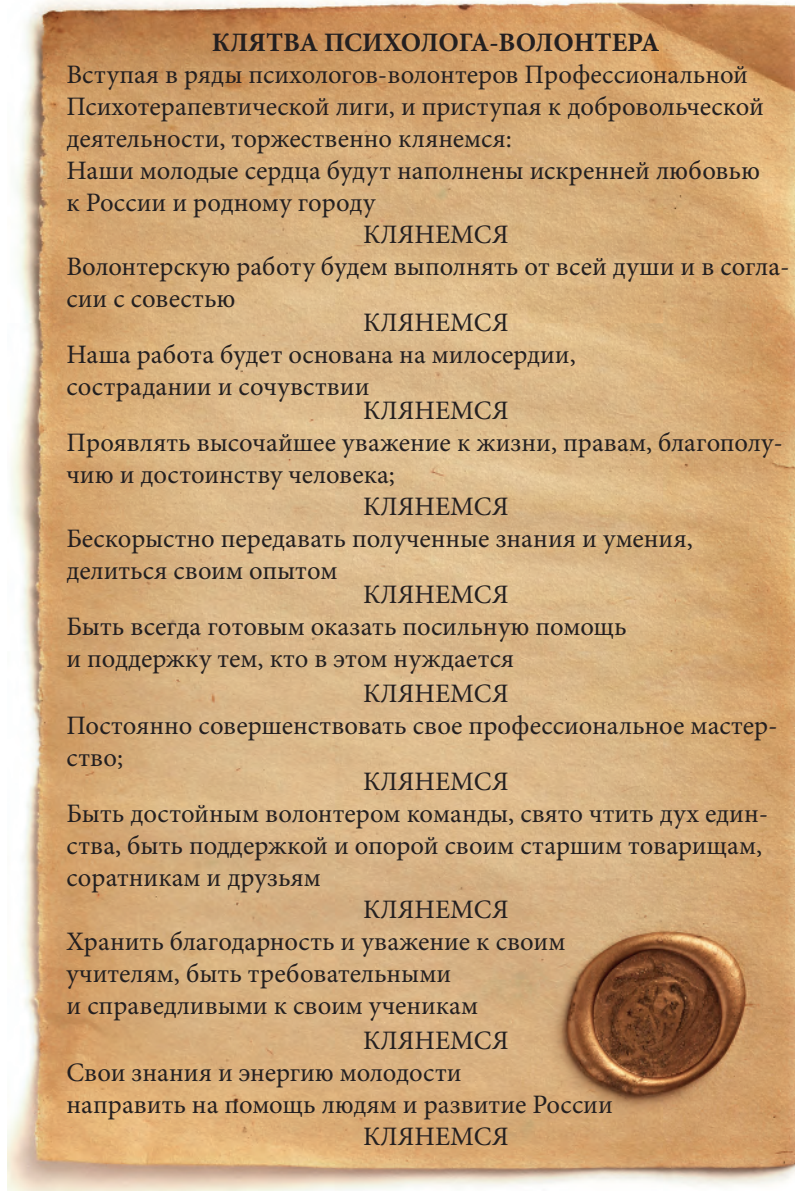 КЛЯТВА ПСИХОЛОГА-ВОЛОНТЕРА
Вступая в ряды психологов-волонтеров Профессиональной
Психотерапевтической лиги, и приступая к добровольческой
деятельности, торжественно клянемся:
Наши молодые сердца будут наполнены искренней любовью
к России и родному городу
КЛЯНЕМСЯ
Волонтерскую работу будем выполнять от всей души и в согла-
сии с совестью
КЛЯНЕМСЯ
Наша работа будет основана на милосердии,
сострадании и сочувствии
КЛЯНЕМСЯ
Проявлять высочайшее уважение к жизни, правам, благополу-
чию и достоинству человека;
КЛЯНЕМСЯ
Бескорыстно передавать полученные знания и умения,
делиться своим опытом
КЛЯНЕМСЯ
Быть всегда готовым оказать посильную помощь
и поддержку тем, кто в этом нуждается
КЛЯНЕМСЯ
Постоянно совершенствовать свое профессиональное мастер-
ство;
КЛЯНЕМСЯ
Быть достойным волонтером команды, свято чтить дух един-
ства, быть поддержкой и опорой своим старшим товарищам,
соратникам и друзьям
КЛЯНЕМСЯ
Хранить благодарность и уважение к своим
учителям, быть требовательными
и справедливыми к своим ученикам
КЛЯНЕМСЯ
Свои знания и энергию молодости
направить на помощь людям и развитие России
КЛЯНЕМСЯ